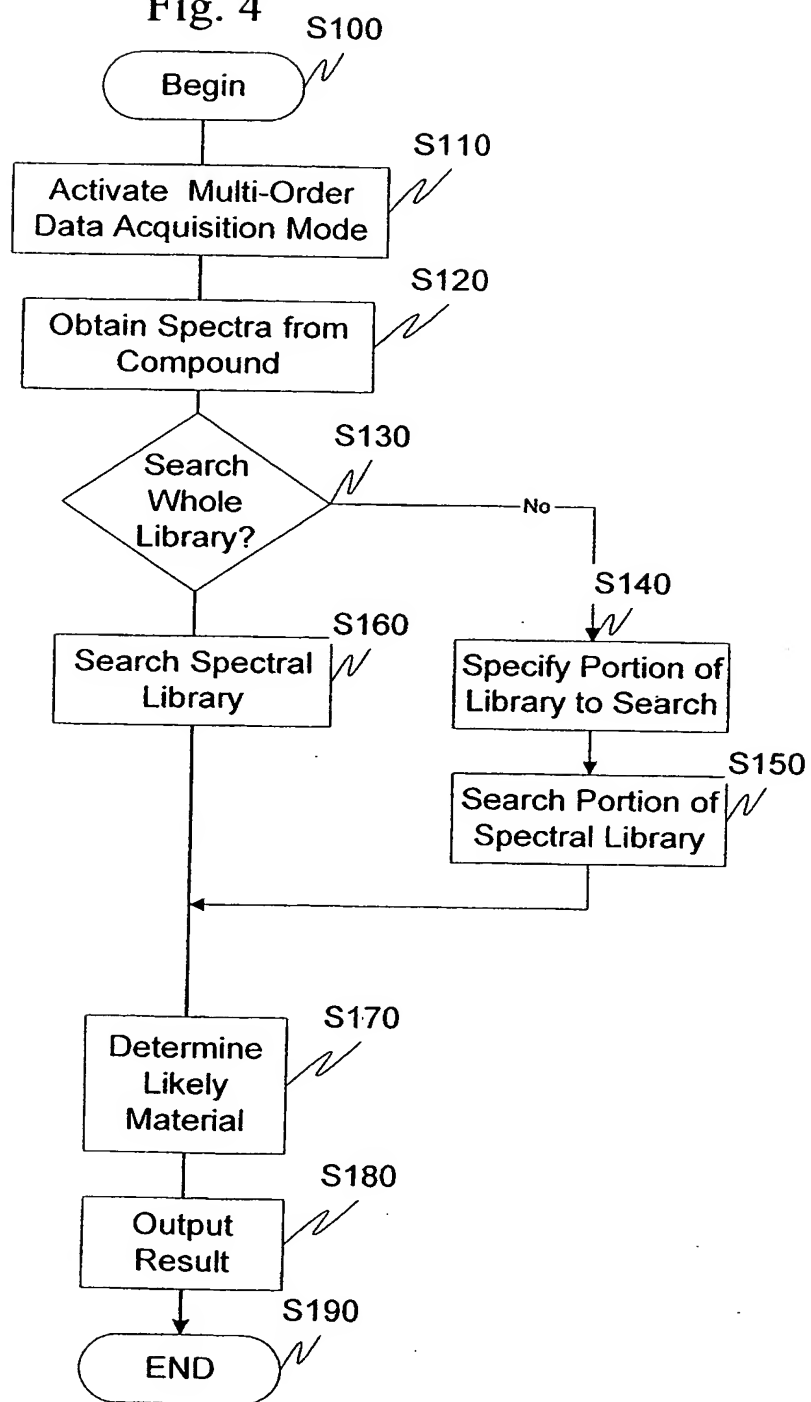 Fig. 4
S100
Begin
S110
Activate Multi-Order
Data Acquisition Mode
S120
Obtain Spectra from
Compound
S130
Search
Whole
Library?
No
S140
S160
Search Spectral
Library
Specify Portion of
Library to Search
S150
Search Portion of
Spectral Library
S170
Determine
Likely
Material
S180
Output
Result
S190
END